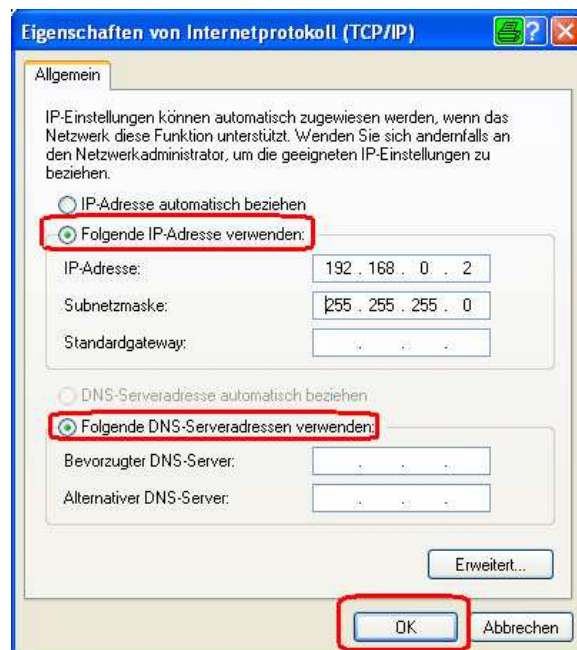 Eigenschaften von Internetprotokoll (TCP/IP)
Allgemein
IP-Einstellungen können automatisch zugewiesen werden, wenn das
Netzwerk diese Funktion unterstützt. Wenden Sie sich andernfalls an
den Netzwerkadministrator, um die geeigneten IP-Einstellungen zu
beziehen.
IP-Adresse automatisch beziehen
Folgende IP-Adresse verwenden:
IP-Adresse: 192 . 168 . 0 . 2
Subnetzmaske: 255 . 255 . 255 . 0
Standardgateway: . . .
DNS-Serveradresse automatisch beziehen
Folgende DNS-Serveradressen verwenden:
Bevorzugter DNS-Server: . . .
Alternativer DNS-Server: . . .
Erweitert...
OK Abbrechen